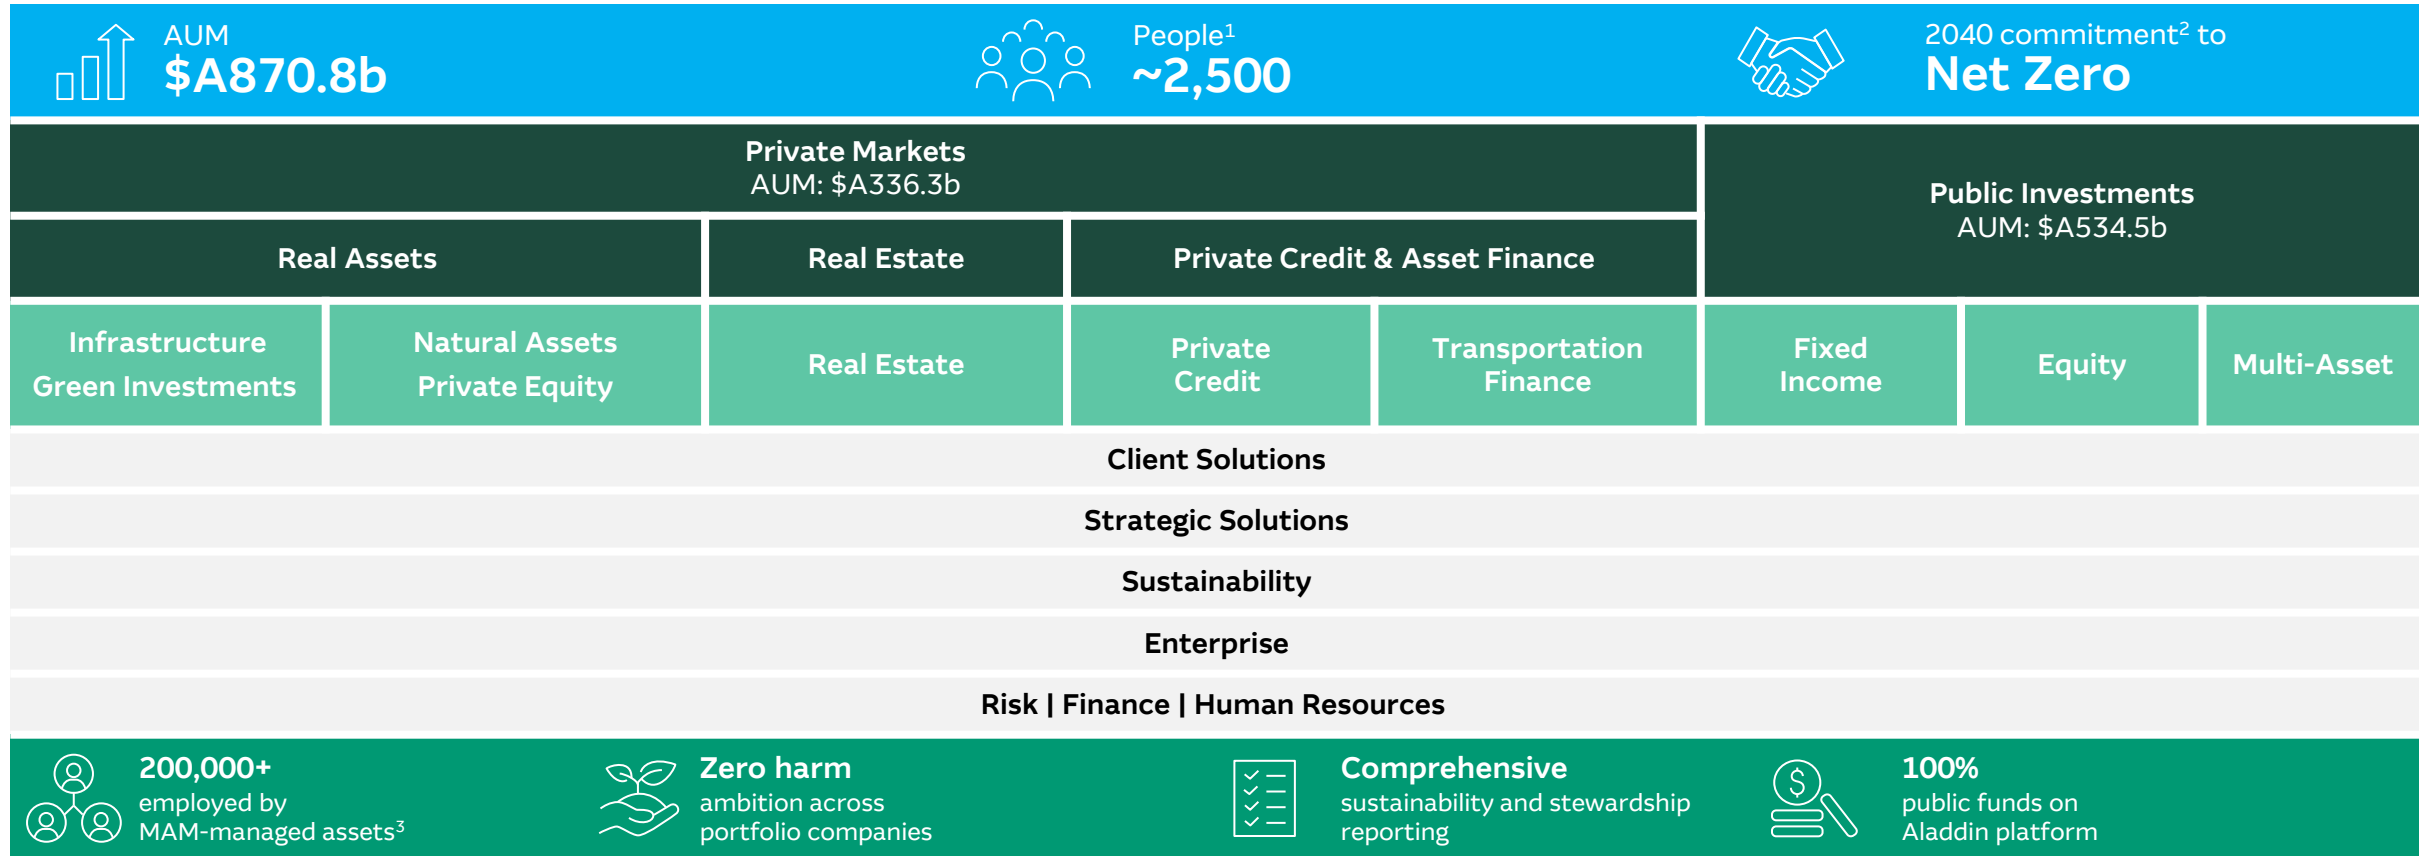 AUM
$A870.8b
People¹
~2,500
2040 commitment² to
Net Zero
Private Markets
AUM: $A336.3b
Public Investments
AUM: $A534.5b
Real Assets
Real Estate
Private Credit & Asset Finance
Infrastructure
Green Investments
Natural Assets
Private Equity
Real Estate
Private
Credit
Transportation
Finance
Fixed
Income
Equity
Multi-Asset
Client Solutions
Strategic Solutions
Sustainability
Enterprise
Risk | Finance | Human Resources
200,000+
employed by
MAM-managed assets³
Zero harm
ambition across
portfolio companies
Comprehensive
sustainability and stewardship
reporting
$
100%
public funds on
Aladdin platform